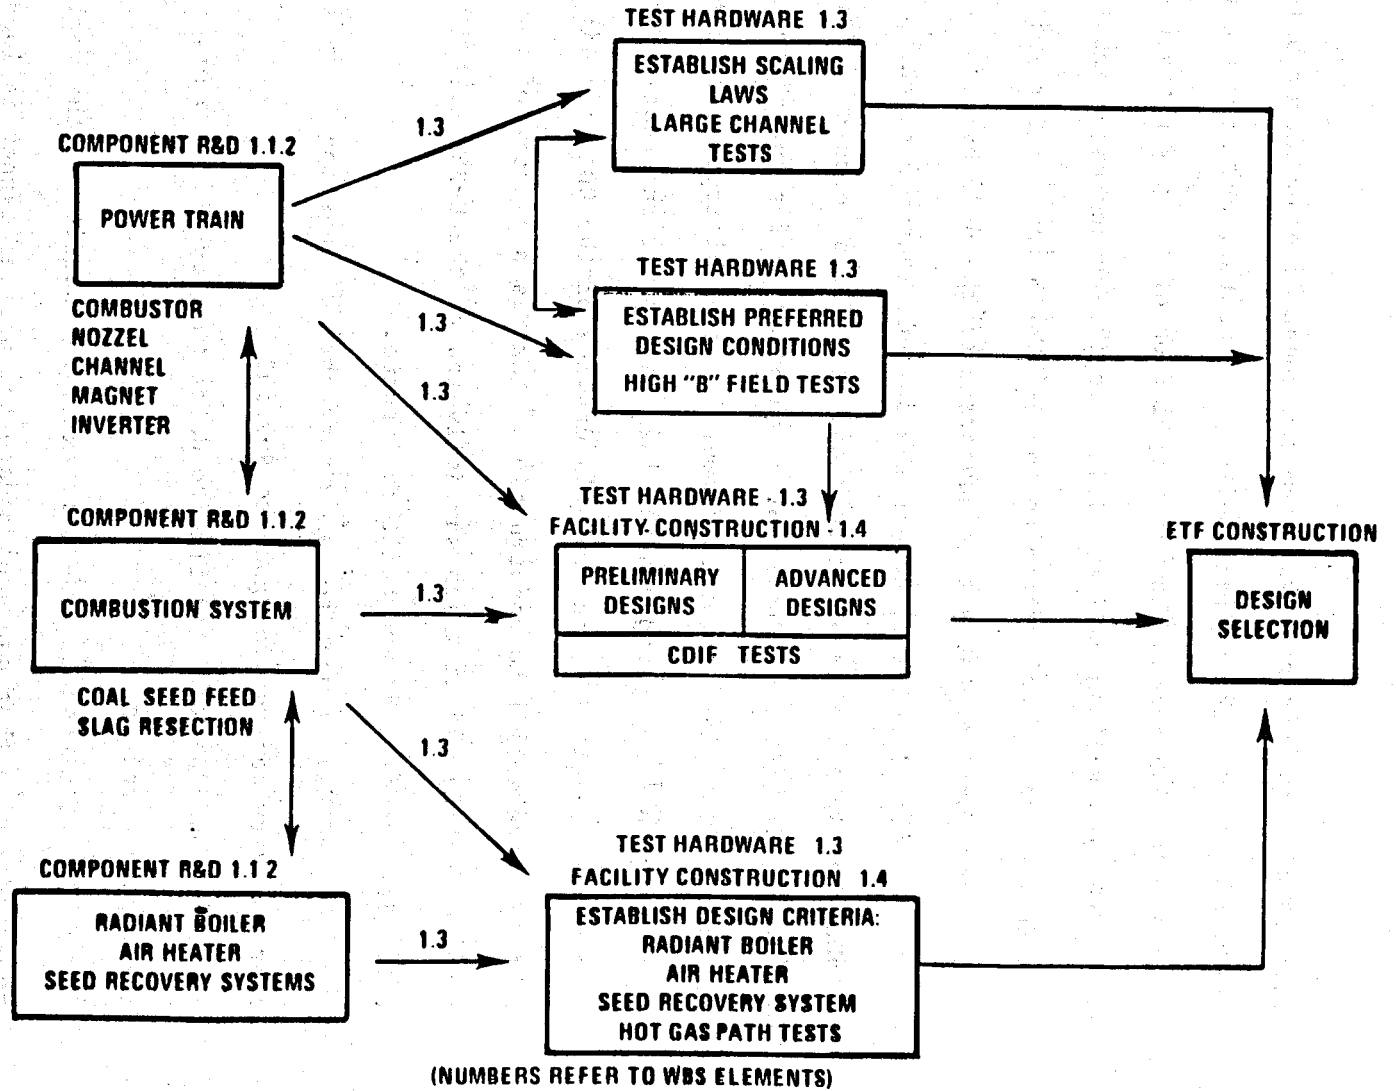 TEST HARDWARE 1.3
ESTABLISH SCALING
LAWS
LARGE CHANNEL
TESTS
1.3
COMPONENT R&D 1.1.2
POWER TRAIN
COMBUSTOR
NOZZEL
CHANNEL
MAGNET
INVERTER
1.3
1.3
TEST HARDWARE 1.3
ESTABLISH PREFERRED
DESIGN CONDITIONS
HIGH "B" FIELD TESTS
COMPONENT R&D 1.1.2
COMBUSTION SYSTEM
COAL SEED FEED
SLAG RESECTION
1.3
TEST HARDWARE - 1.3
FACILITY CONSTRUCTION - 1.4
PRELIMINARY
DESIGNS
ADVANCED
DESIGNS
CDIF TESTS
ETF CONSTRUCTION
DESIGN
SELECTION
1.3
COMPONENT R&D 1.1 2
RADIANT BOILER
AIR HEATER
SEED RECOVERY SYSTEMS
1.3
TEST HARDWARE 1.3
FACILITY CONSTRUCTION 1.4
ESTABLISH DESIGN CRITERIA:
RADIANT BOILER
AIR HEATER
SEED RECOVERY SYSTEM
HOT GAS PATH TESTS
(NUMBERS REFER TO WBS ELEMENTS)